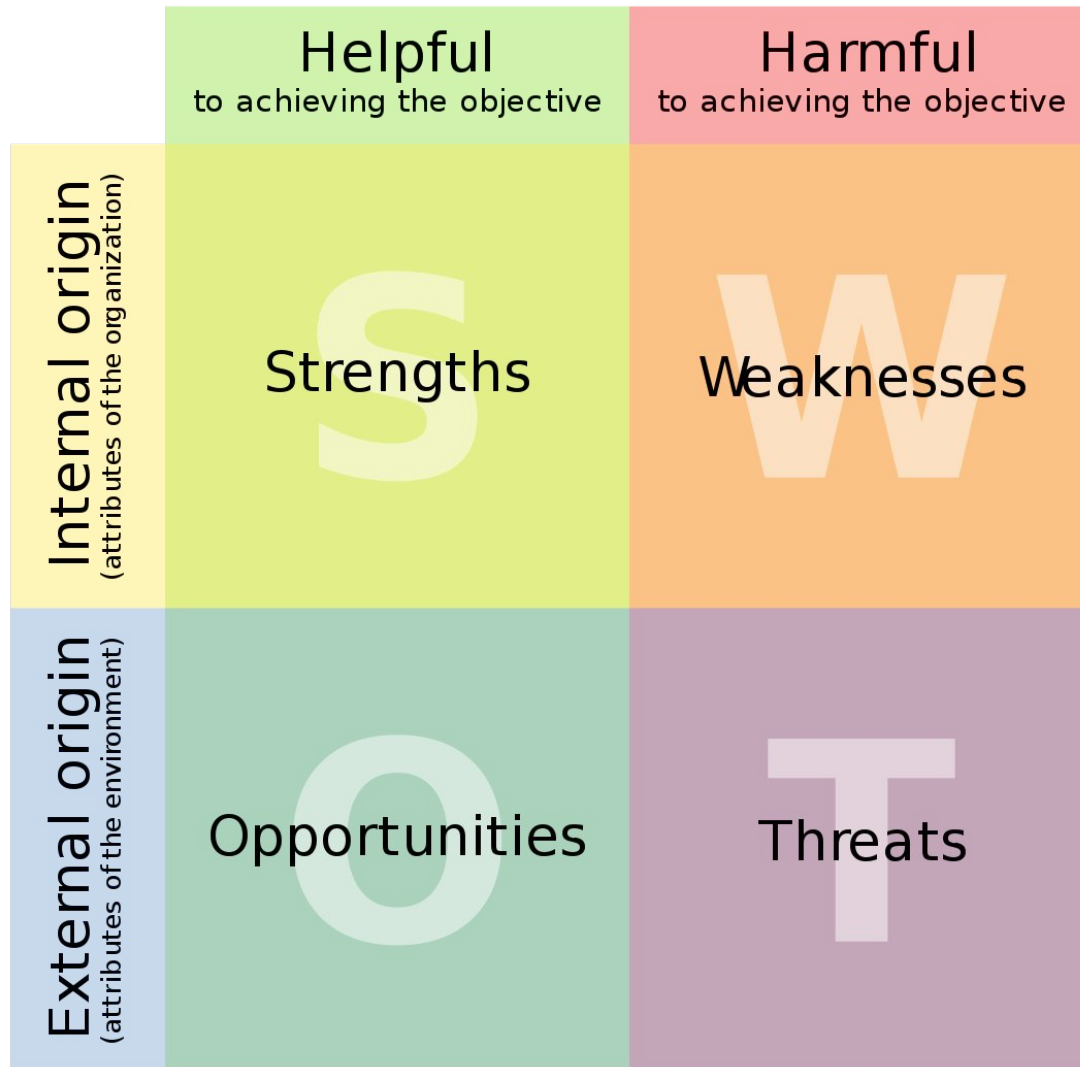 Helpful
to achieving the objective
Harmful
to achieving the objective
Internal origin
(attributes of the organization)
S
Strengths
W
Weaknesses
External origin
(attributes of the environment)
O
Opportunities
T
Threats